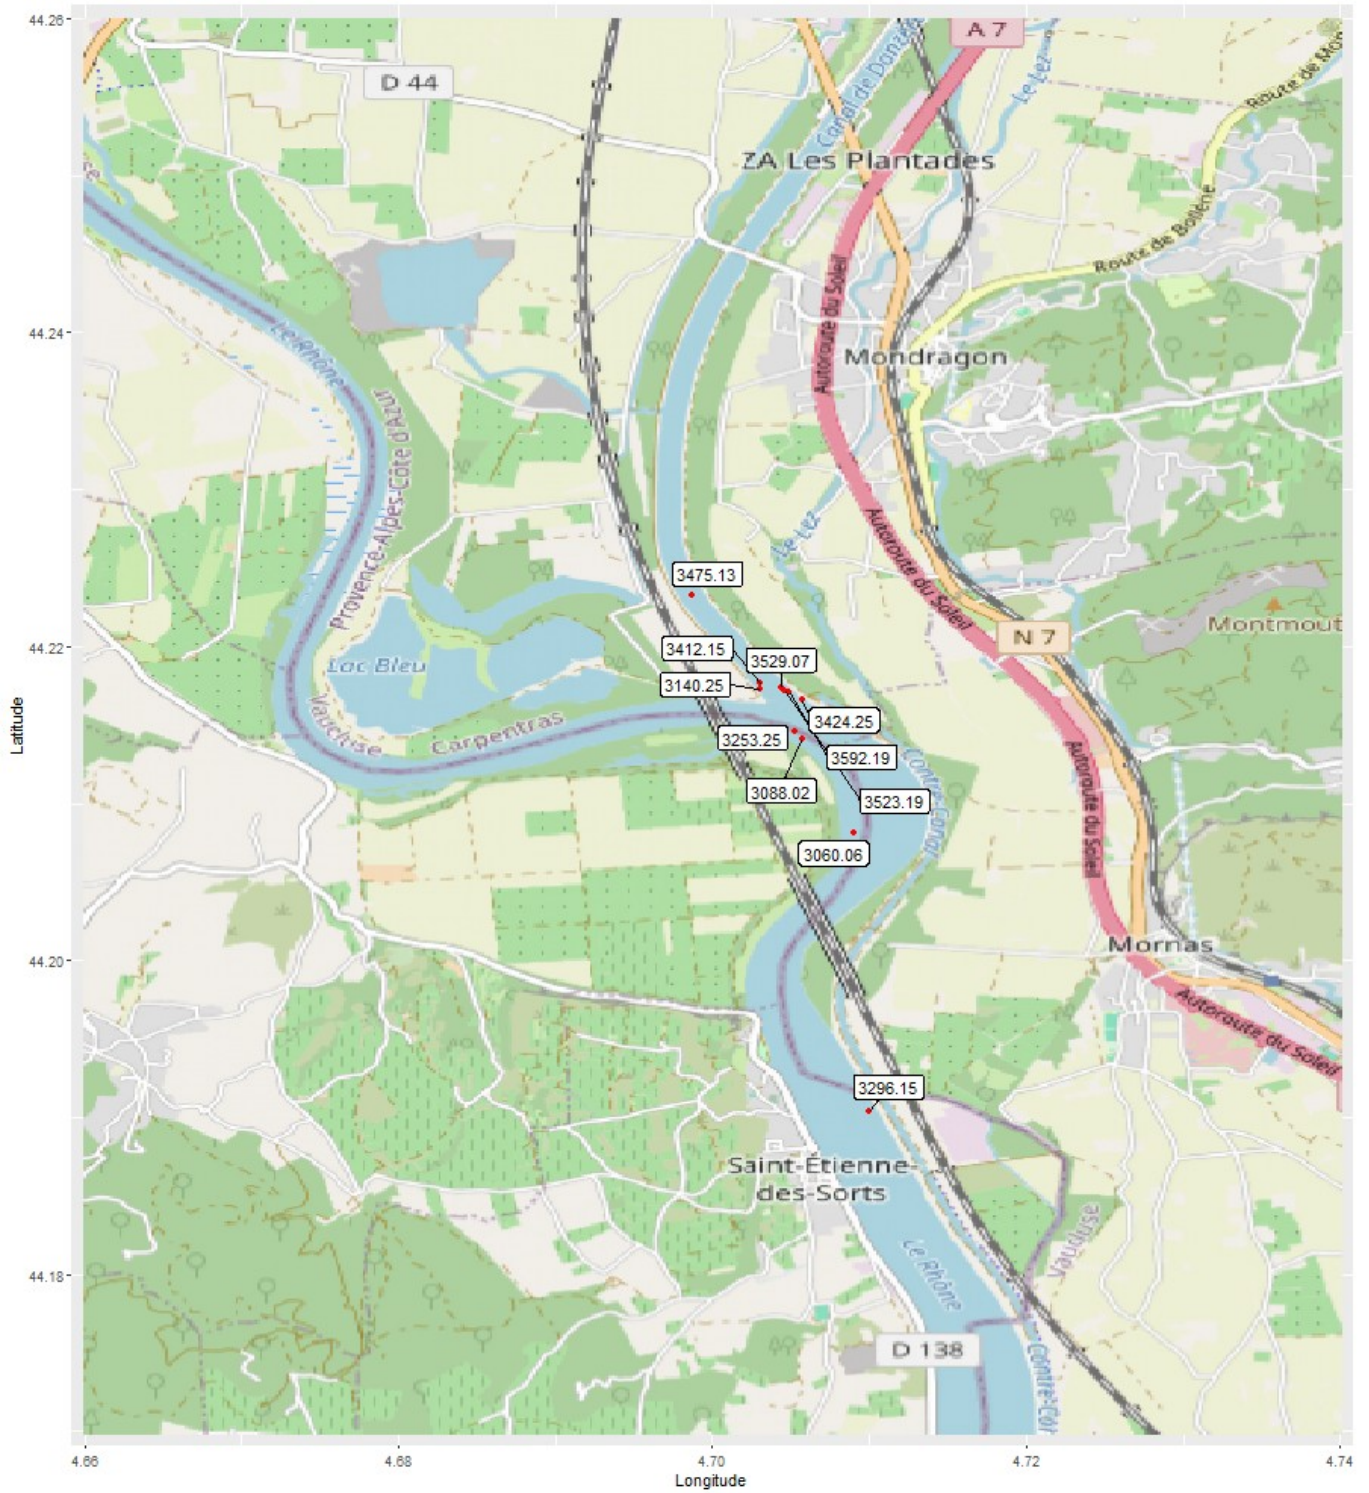 44.26
A 7
D 44
Canal de Donzè
Le Lez
Route de Mon
ZA Les Plantades
Route de Bollène
Autoroute du Soleil
44.24
Le Rhône
Mondragon
Provence-Alpes-Côte d'Azur
Le Lez
Autoroute du Soleil
3475.13
N 7
Montmout
44.22
3412.15
3529.07
Lac Bleu
3140.25
Vaucluse
Carpentras
3424.25
3253.25
3592.19
Contre-Canal
3088.02
3523.19
Autoroute du Soleil
3060.06
Latitude
44.20
Mornas
Autoroute du Soleil
3296.15
Saint-Étienne-
des-Sorts
Vaucluse
Le Rhône
44.18
D 138
Contre-Can
4.66
4.68
4.70
4.72
4.74
Longitude